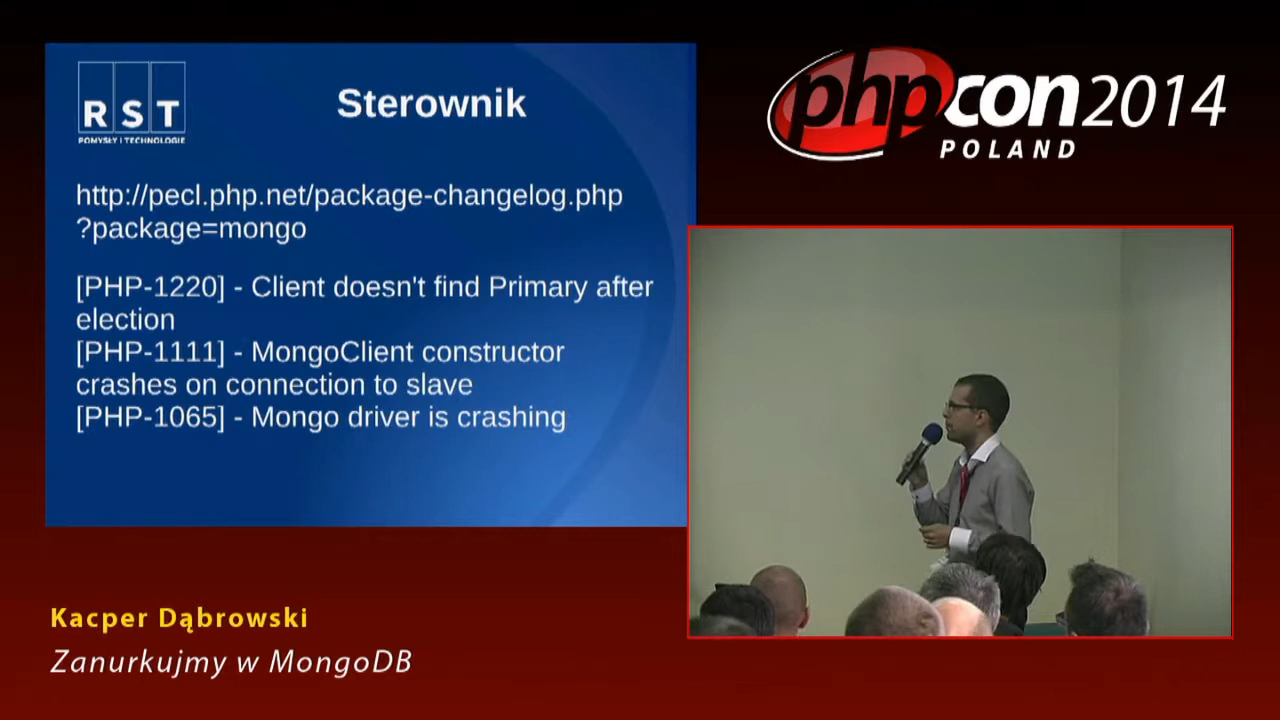 RST
POMYSŁY I TECHNOLOGIE
Sterownik
http://pecl.php.net/package-changelog.php
?package=mongo
[PHP-1220] - Client doesn't find Primary after
election
[PHP-1111] - MongoClient constructor
crashes on connection to slave
[PHP-1065] - Mongo driver is crashing
phpcon 2014
POLAND
Kacper Dąbrowski
Zanurkujmy w MongoDB